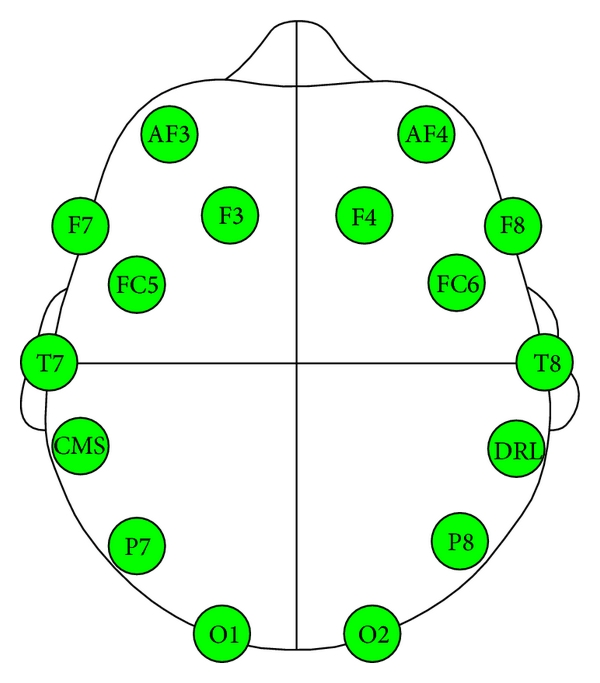 AF3 AF4
F3 F4
F7 F8
FC5 FC6
T7 T8
CMS DRL
P7 P8
O1 O2